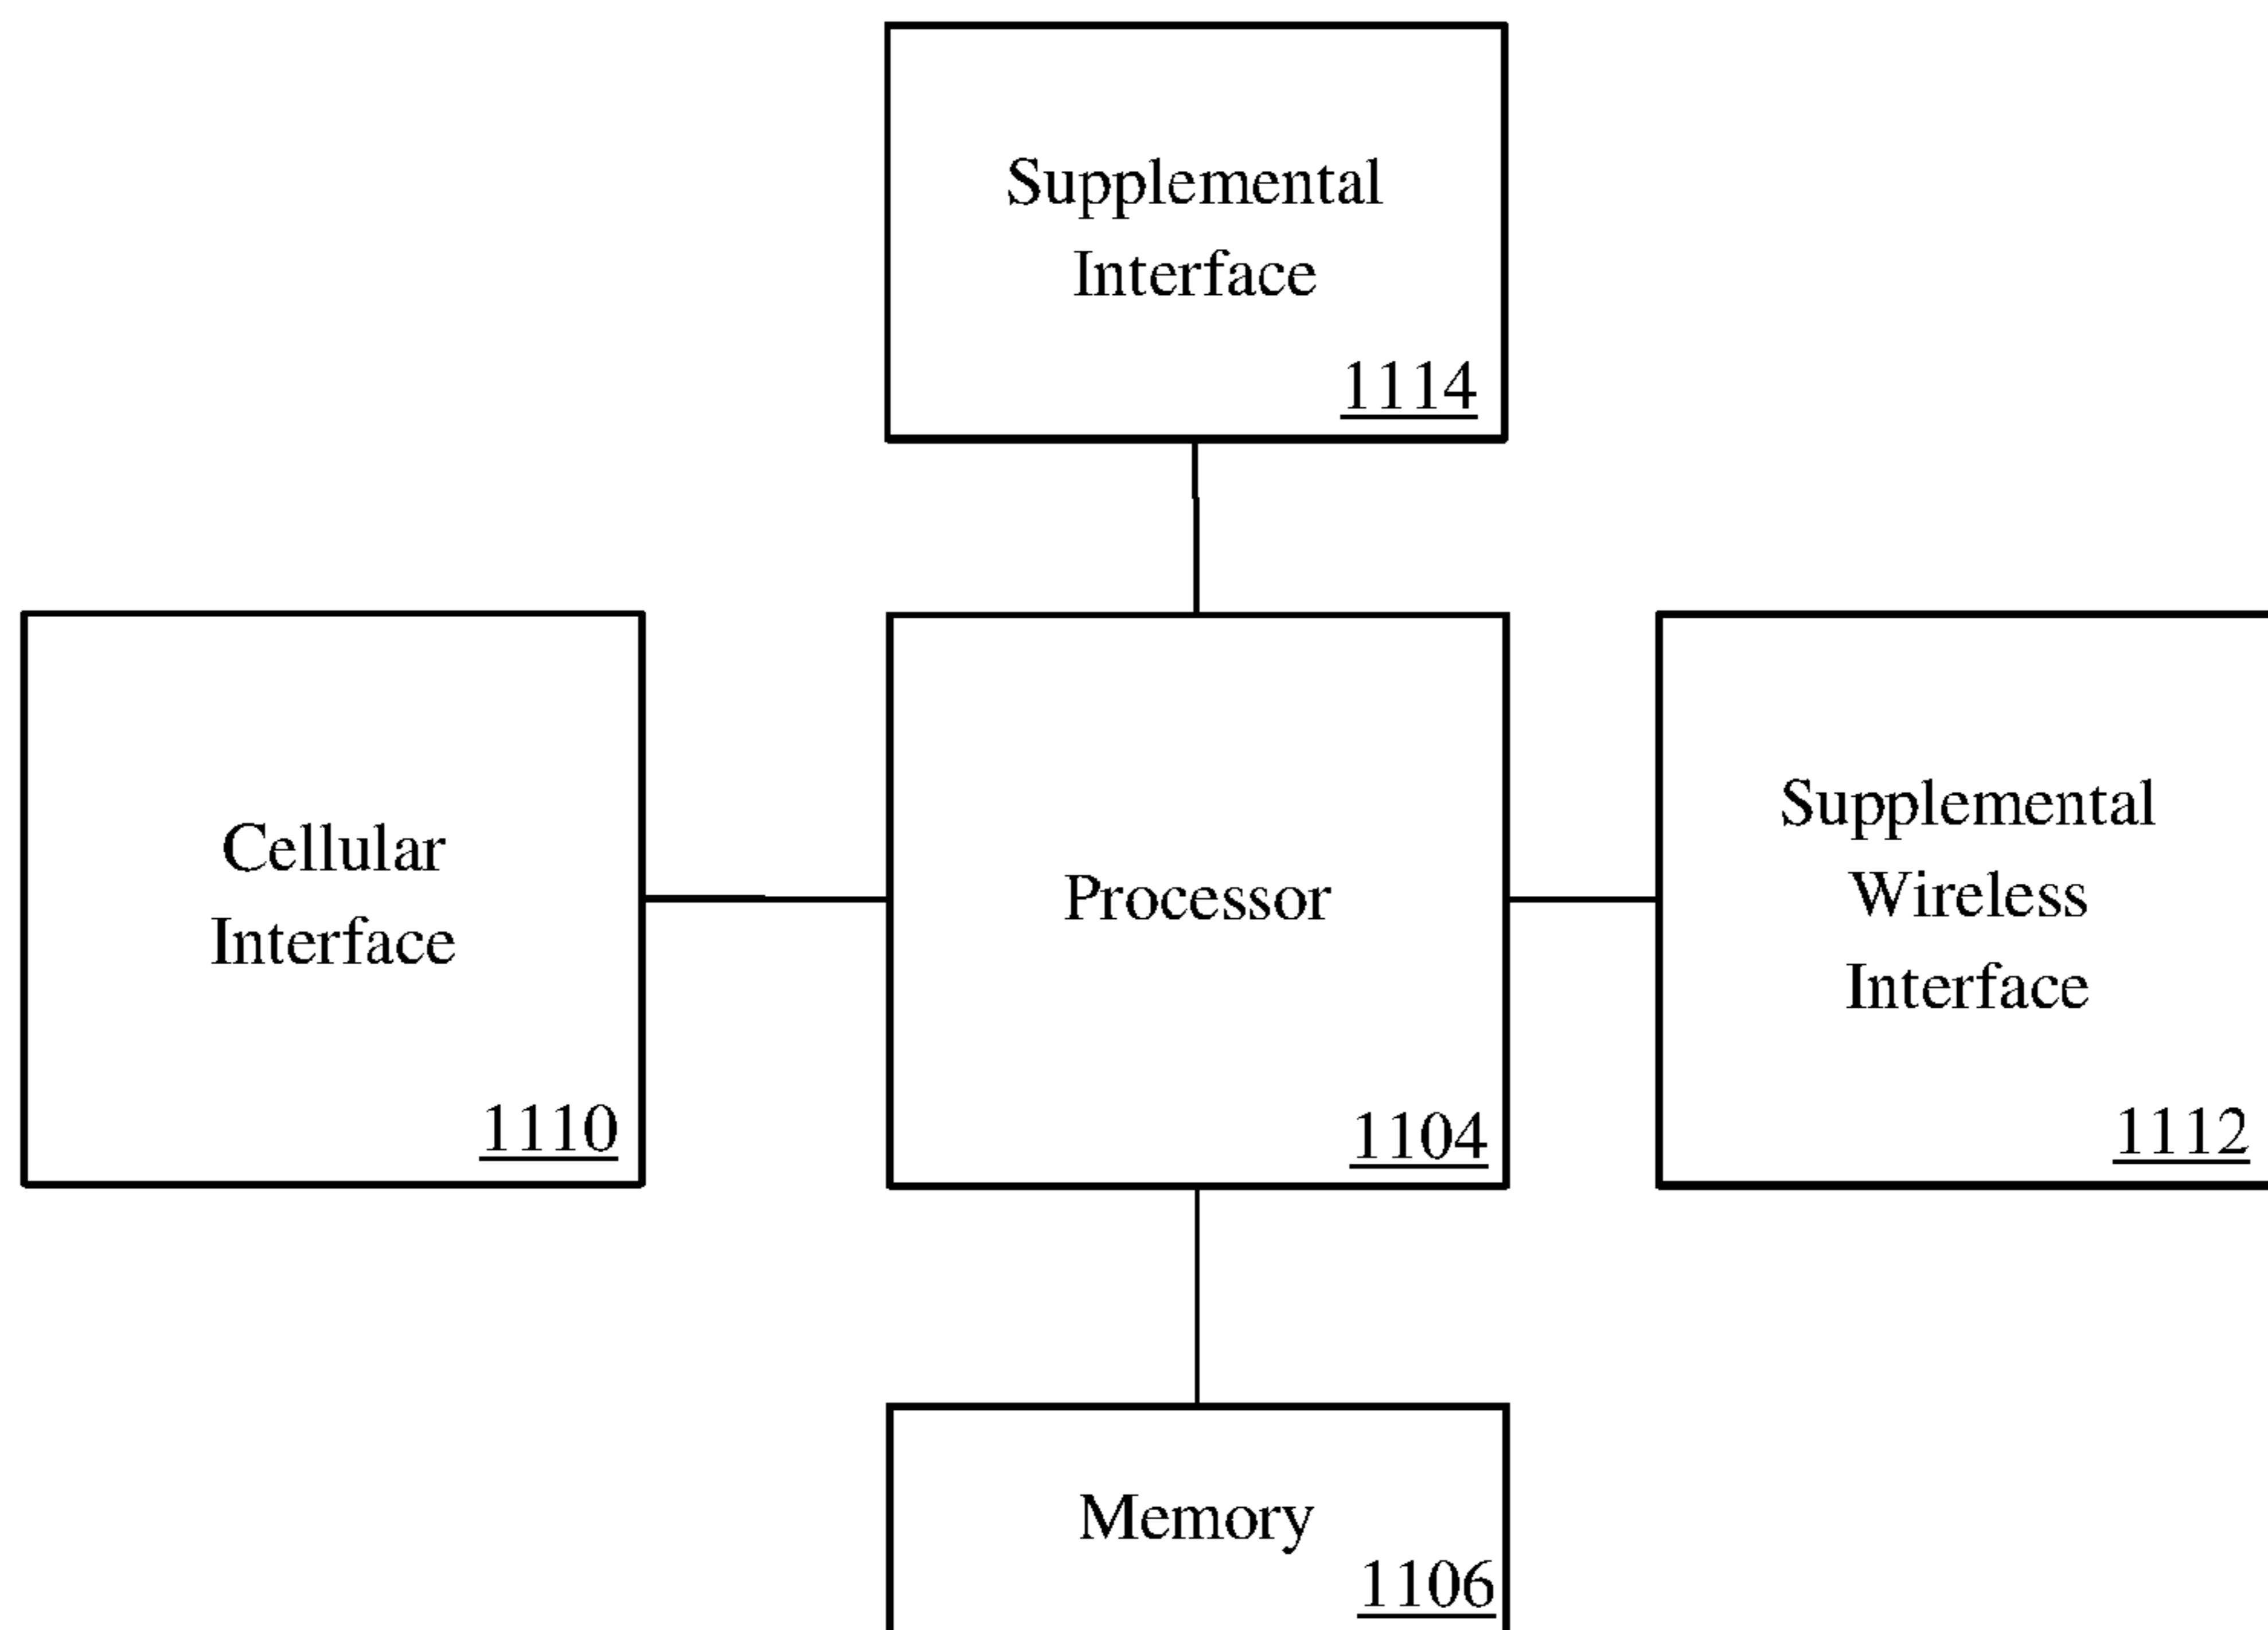 Supplemental
Interface
1114
Cellular
Interface
1110
Processor
1104
Supplemental
Wireless
Interface
1112
Memory
1106